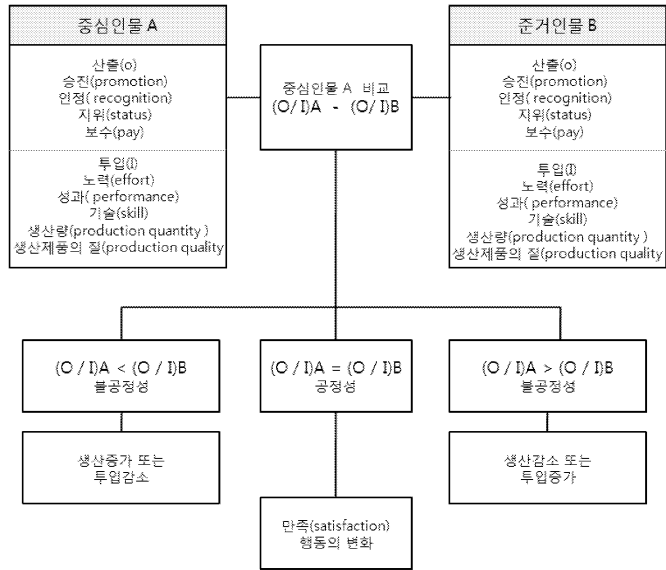 중심인물 A
산출(o)
승진(promotion)
인정( recognition)
지위(status)
보수(pay)
투입(I)
노력(effort)
성과( performance)
기술(skill)
생산량(production quantity )
생산제품의 질(production quality
중심인물 A 비교
(O/I)A - (O/I)B
준거인물 B
산출(o)
승진(promotion)
인정( recognition)
지위(status)
보수(pay)
투입(I)
노력(effort)
성과( performance)
기술(skill)
생산량(production quantity )
생산제품의 질(production quality
(O / I)A < (O / I)B
불공정성
(O / I)A = (O / I)B
공정성
(O / I)A > (O / I)B
불공정성
생산증가 또는
투입감소
생산감소 또는
투입증가
만족(satisfaction)
행동의 변화